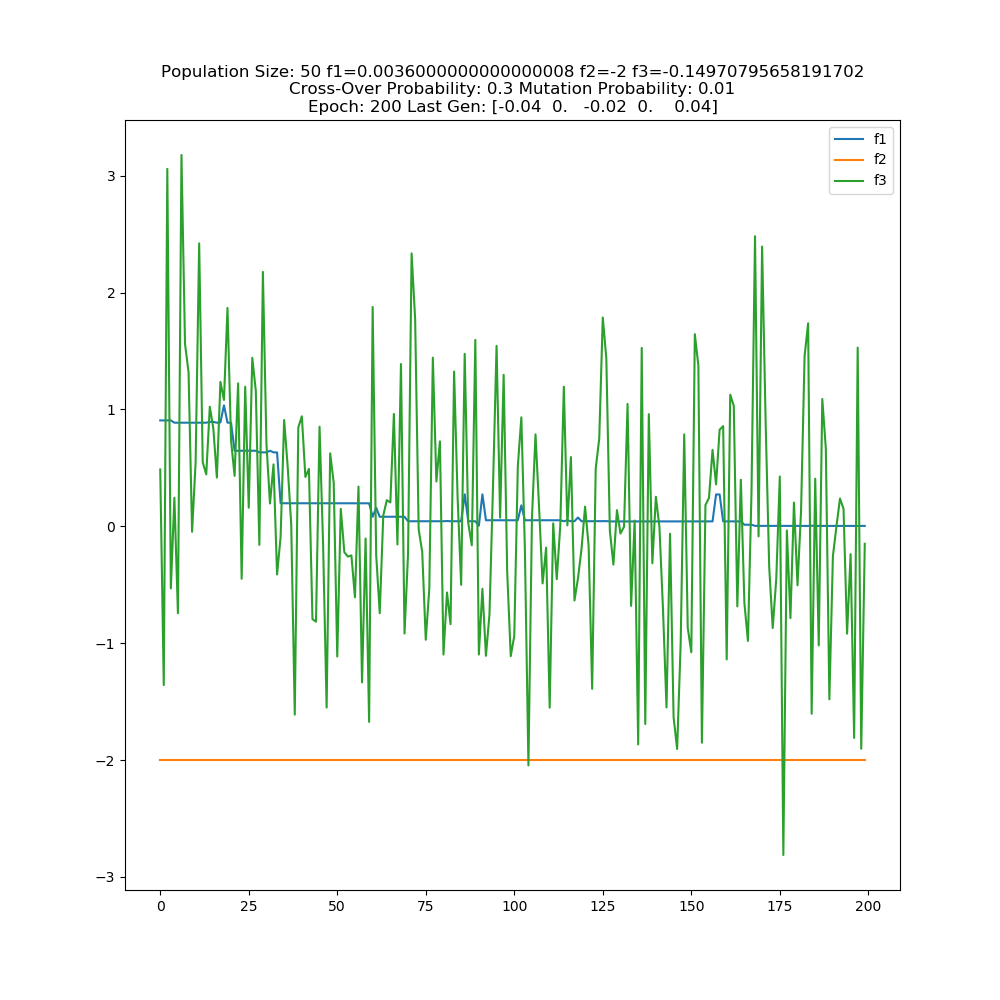 Population Size: 50 f1=0.0036000000000000008 f2=-2 f3=-0.14970795658191702
Cross-Over Probability: 0.3 Mutation Probability: 0.01
Epoch: 200 Last Gen: [-0.04  0.   -0.02  0.    0.04]
f1
f2
f3
3
2
1
0
−1
−2
−3
0 25 50 75 100 125 150 175 200